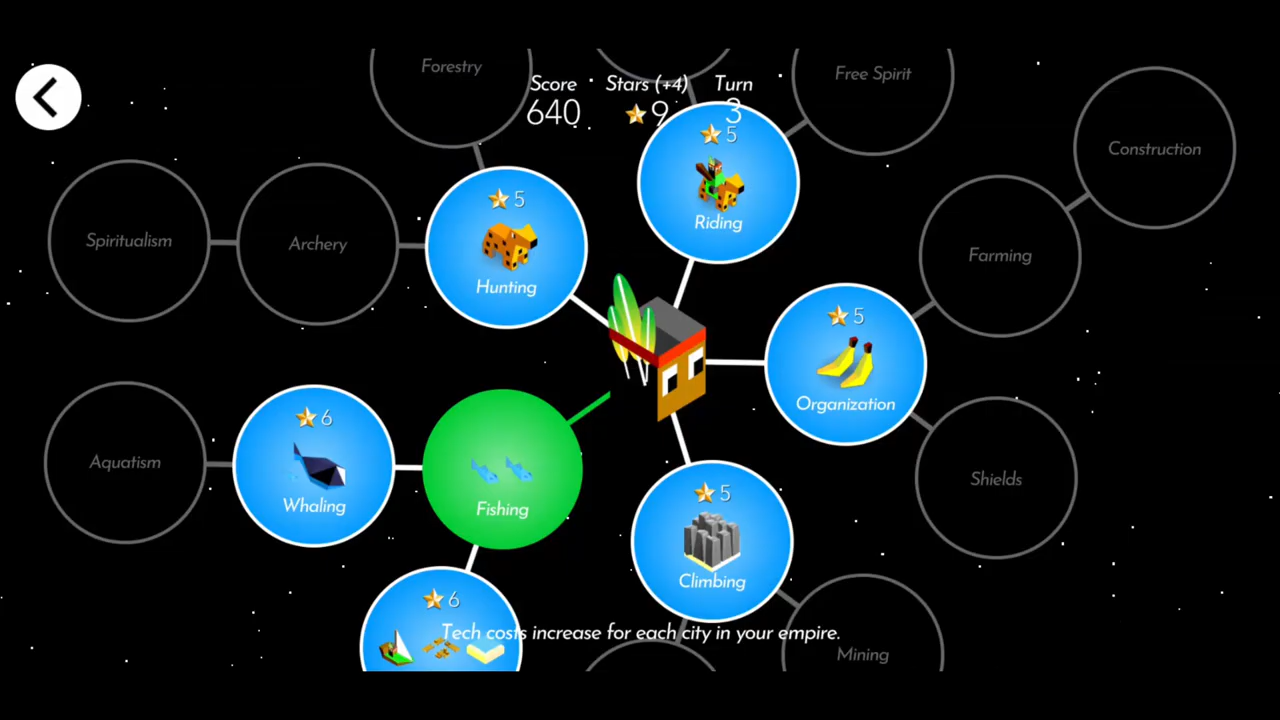 Forestry
Score
Stars (+4)
Turn
Free Spirit
640
9
3
5
Riding
Construction
5
Hunting
Spiritualism
Archery
Farming
5
Organization
6
Whaling
Aquatism
Fishing
5
Climbing
Shields
6
Tech costs increase for each city in your empire.
Mining